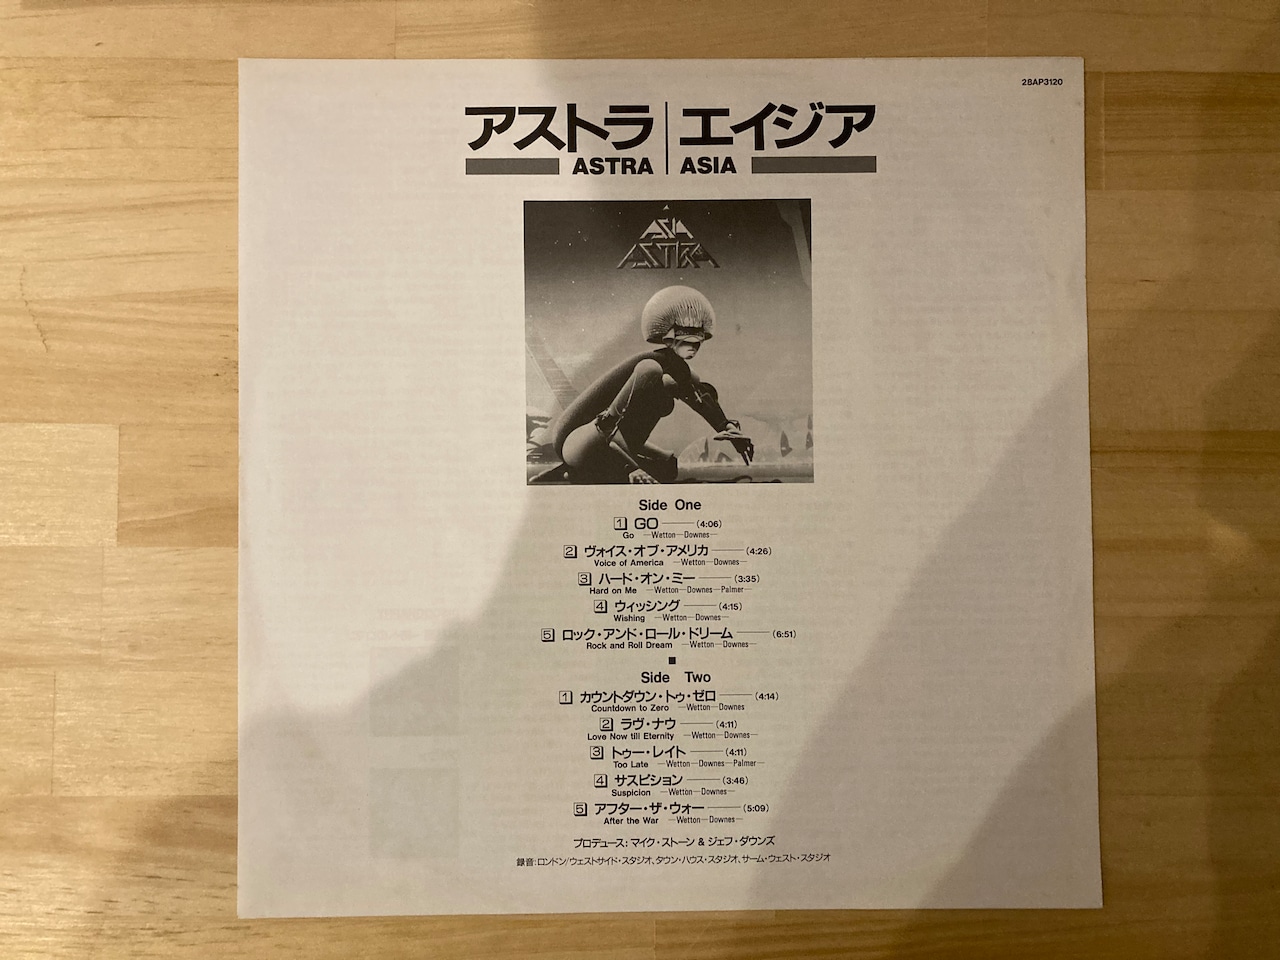 28AP3120
アストラ|エイジア
ASTRA|ASIA
ASIA
ASTRA
Side One
1 GO——(4:06)
Go —Wetton—Downes—
2 ヴォイス・オブ・アメリカ——(4:26)
Voice of America —Wetton—Downes—
3 ハード・オン・ミー——(3:35)
Hard on Me —Wetton—Downes—Palmer—
4 ウィッシング——(4:15)
Wishing —Wetton—Downes—
5 ロック・アンド・ロール・ドリーム——(6:51)
Rock and Roll Dream —Wetton—Downes—
■
Side Two
1 カウントダウン・トゥ・ゼロ——(4:14)
Countdown to Zero —Wetton—Downes
2 ラヴ・ナウ——(4:11)
Love Now till Eternity —Wetton—Downes—
3 トゥー・レイト——(4:11)
Too Late —Wetton—Downes—Palmer—
4 サスピション——(3:46)
Suspicion —Wetton—Downes—
5 アフター・ザ・ウォー——(5:09)
After the War —Wetton—Downes—
プロデュース：マイク・ストーン & ジェフ・ダウンズ
録音：ロンドン/ウェストサイド・スタジオ、タウン・ハウス・スタジオ、サーム・ウェスト・スタジオ